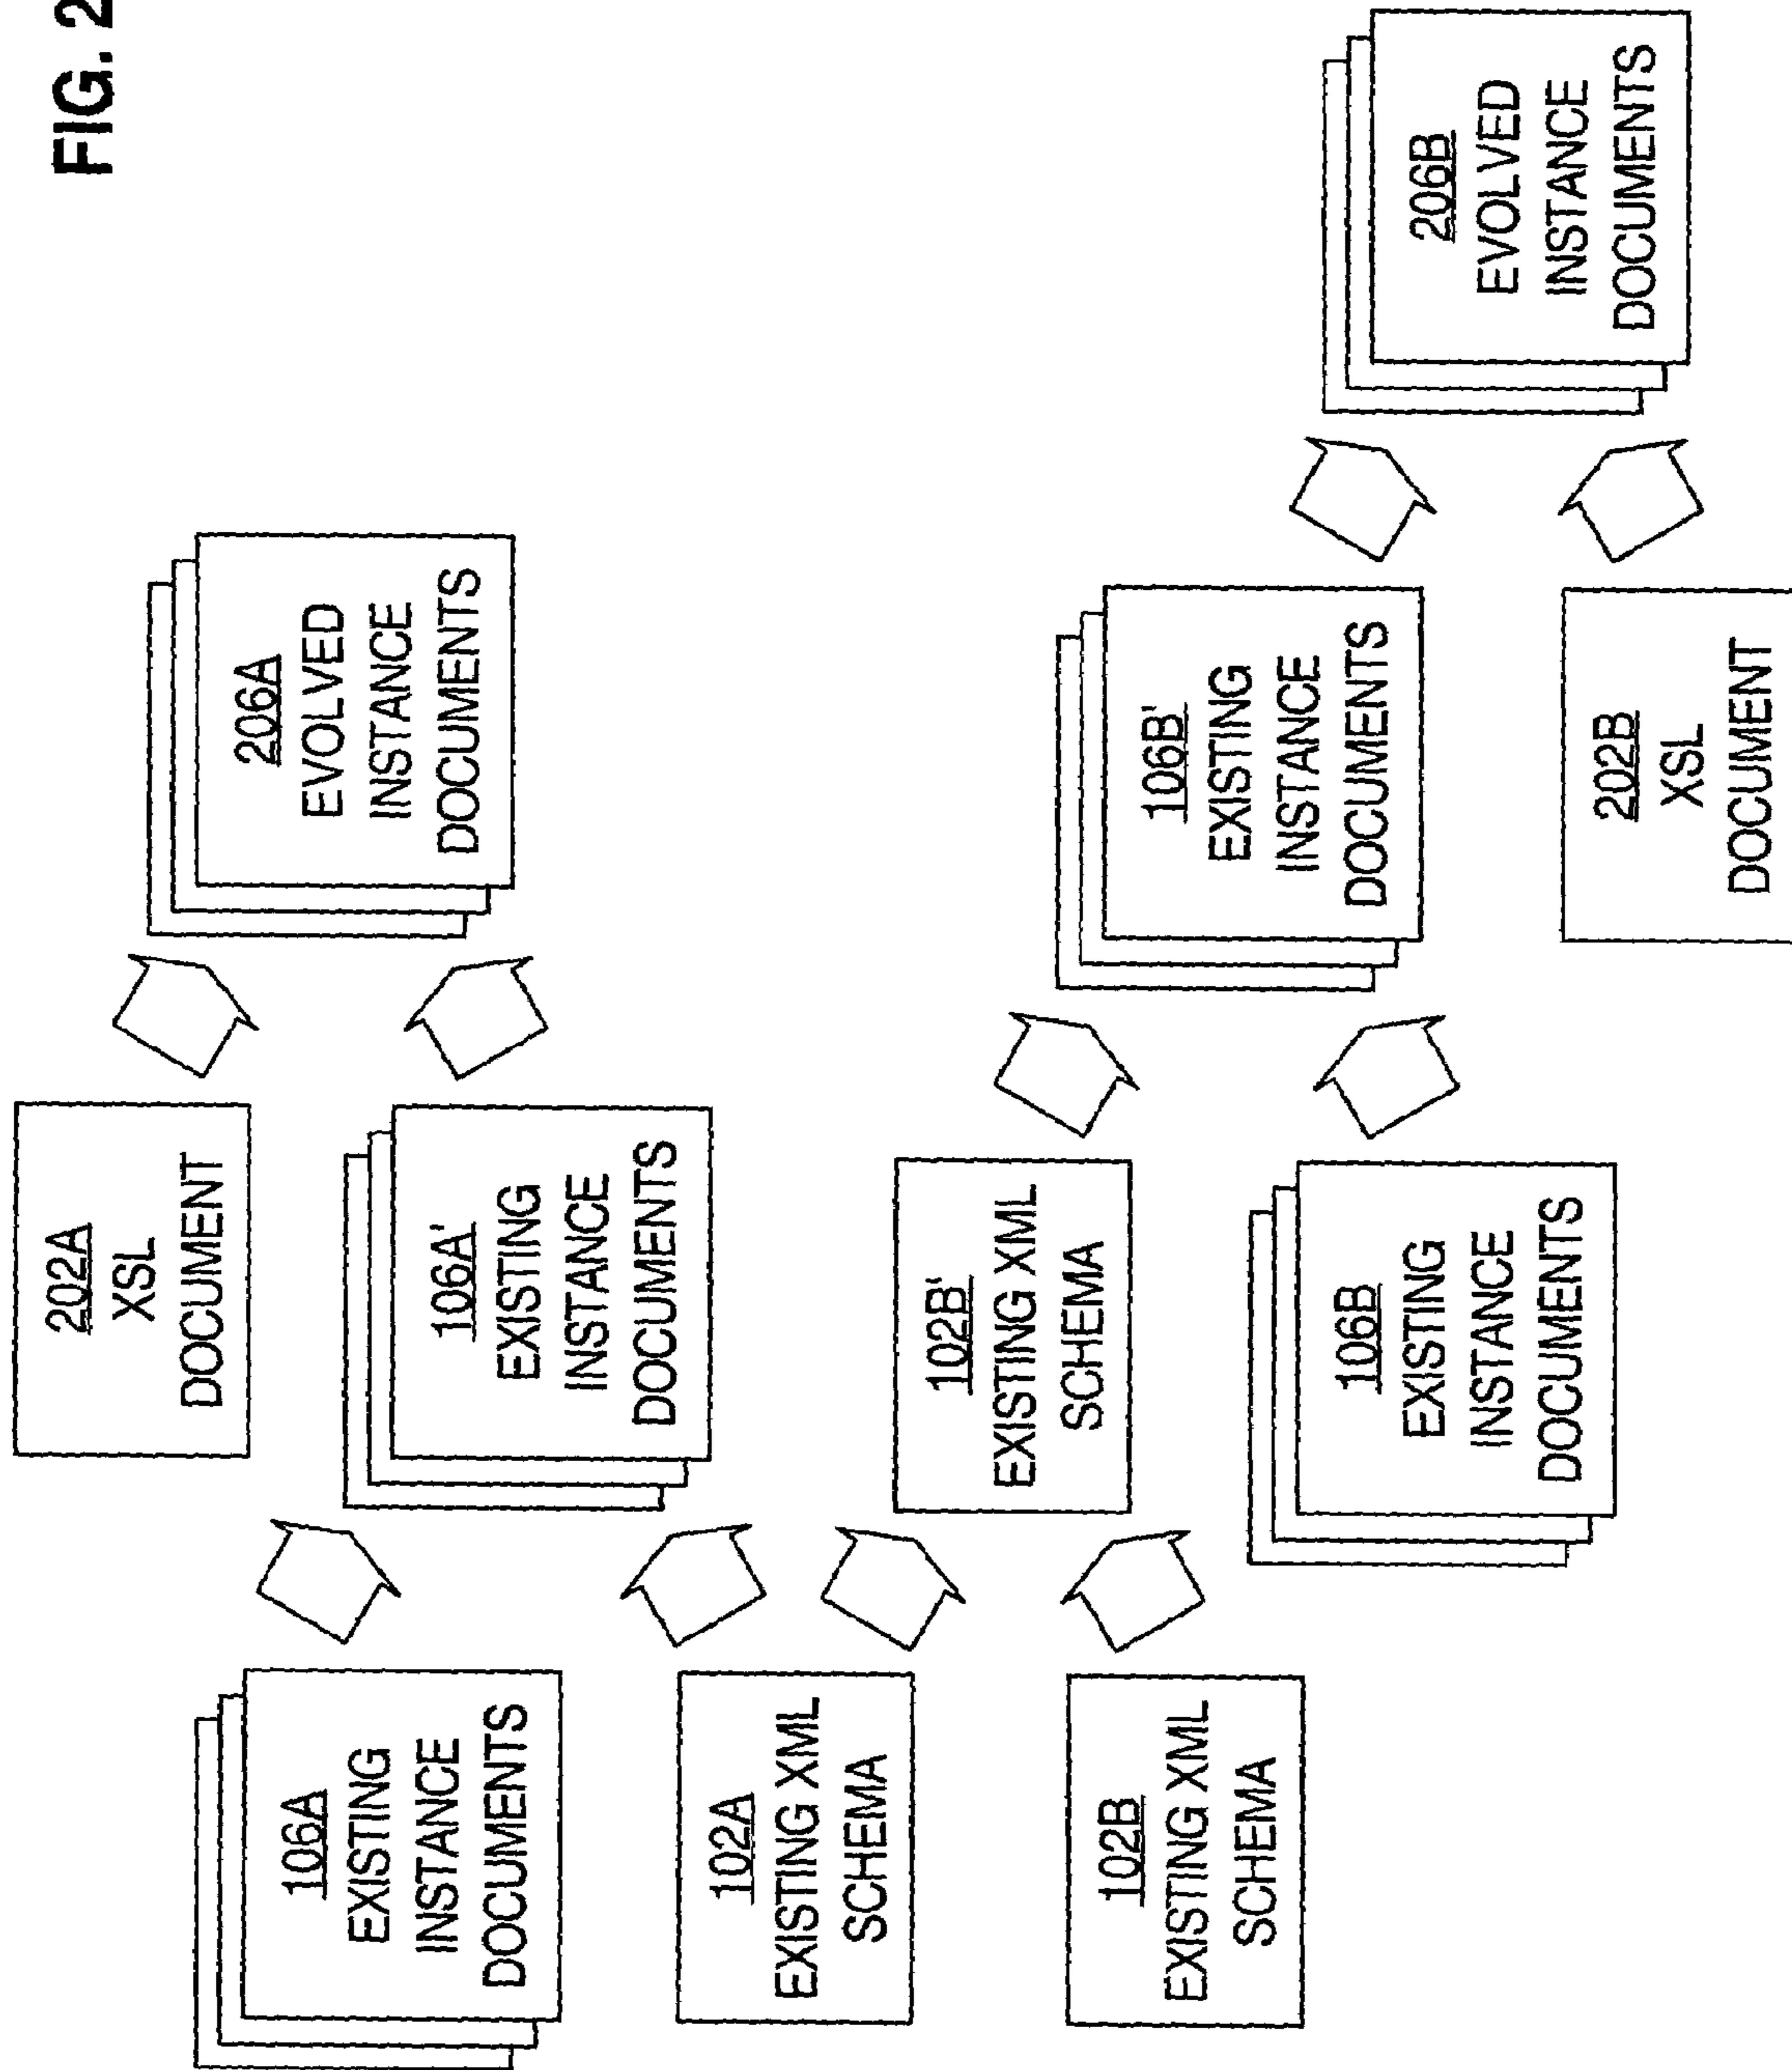 FIG. 2
106A
EXISTING
INSTANCE
DOCUMENTS
102A
EXISTING XML
SCHEMA
102B
EXISTING XML
SCHEMA
202A
XSL
DOCUMENT
106A'
EXISTING
INSTANCE
DOCUMENTS
102B'
EXISTING XML
SCHEMA
106B
EXISTING
INSTANCE
DOCUMENTS
206A
EVOLVED
INSTANCE
DOCUMENTS
106B'
EXISTING
INSTANCE
DOCUMENTS
202B
XSL
DOCUMENT
206B
EVOLVED
INSTANCE
DOCUMENTS